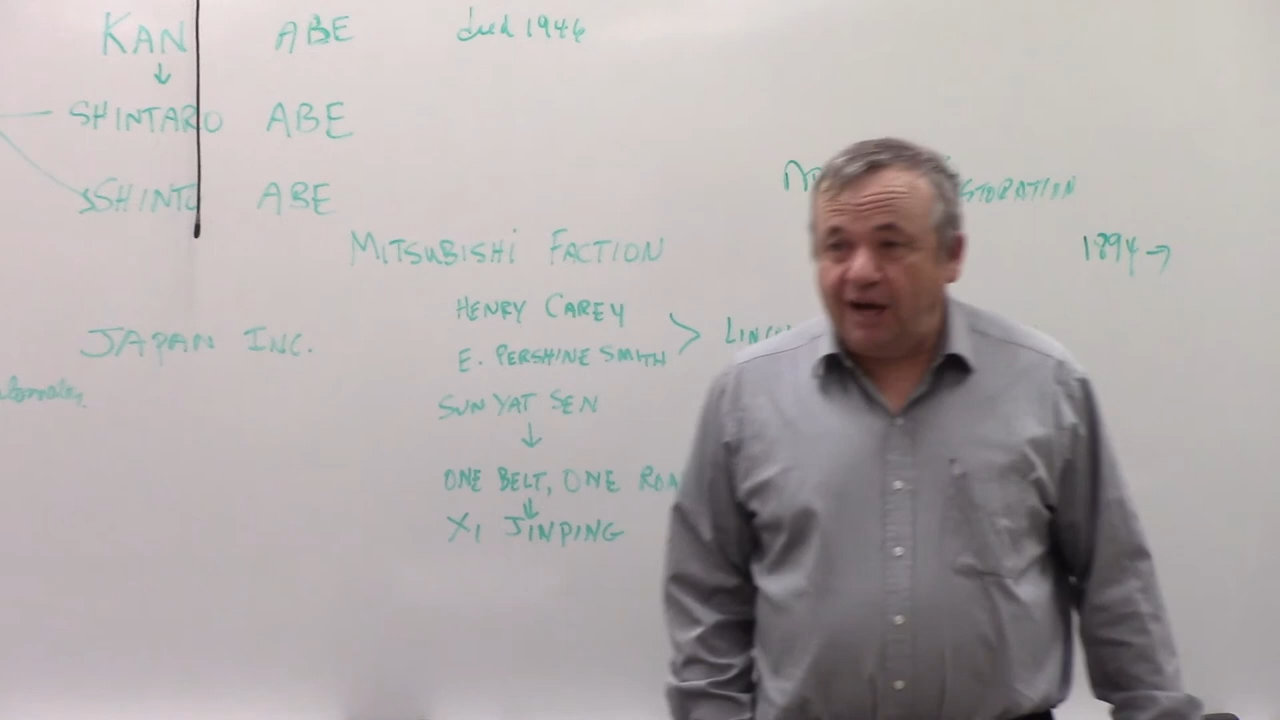 KAN ABE died 1946
SHINTARO ABE
SHINTO ABE
MITSUBISHI FACTION
HENRY CAREY
E. PERSHINE SMITH
SUN YAT SEN
ONE BELT, ONE ROA
XI JINPING
JAPAN INC.
STORATION
1894 →